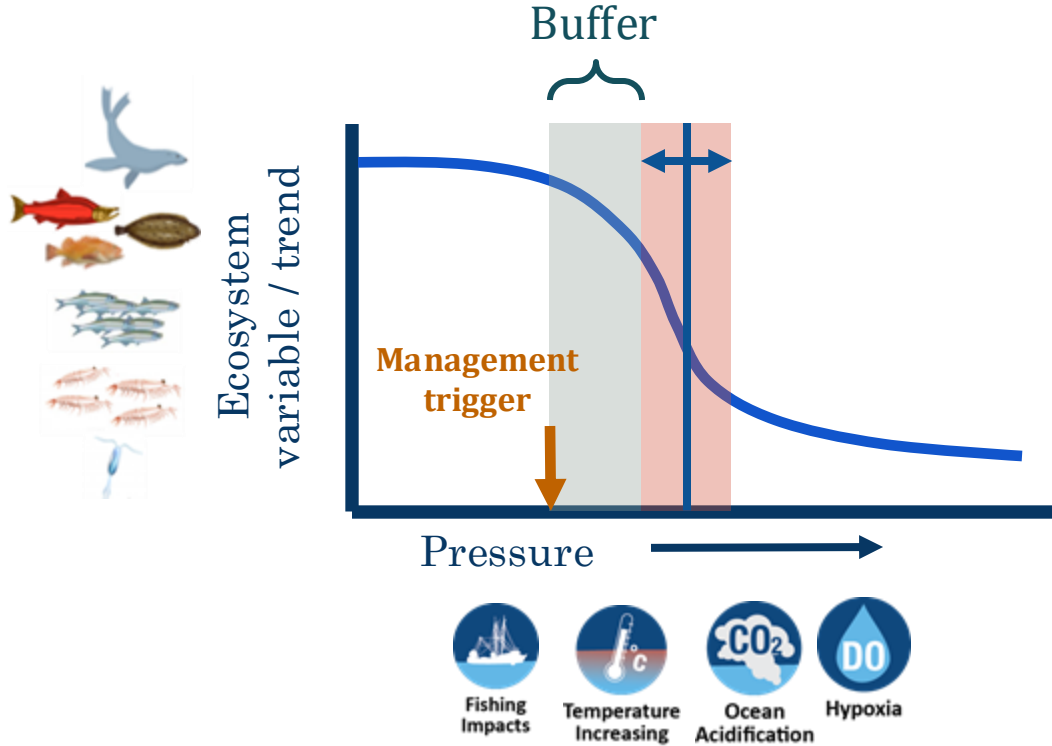 Buffer
Ecosystem
variable / trend
Management
trigger
Pressure
°C
CO2
DO
Fishing
Impacts
Temperature
Increasing
Ocean
Acidification
Hypoxia